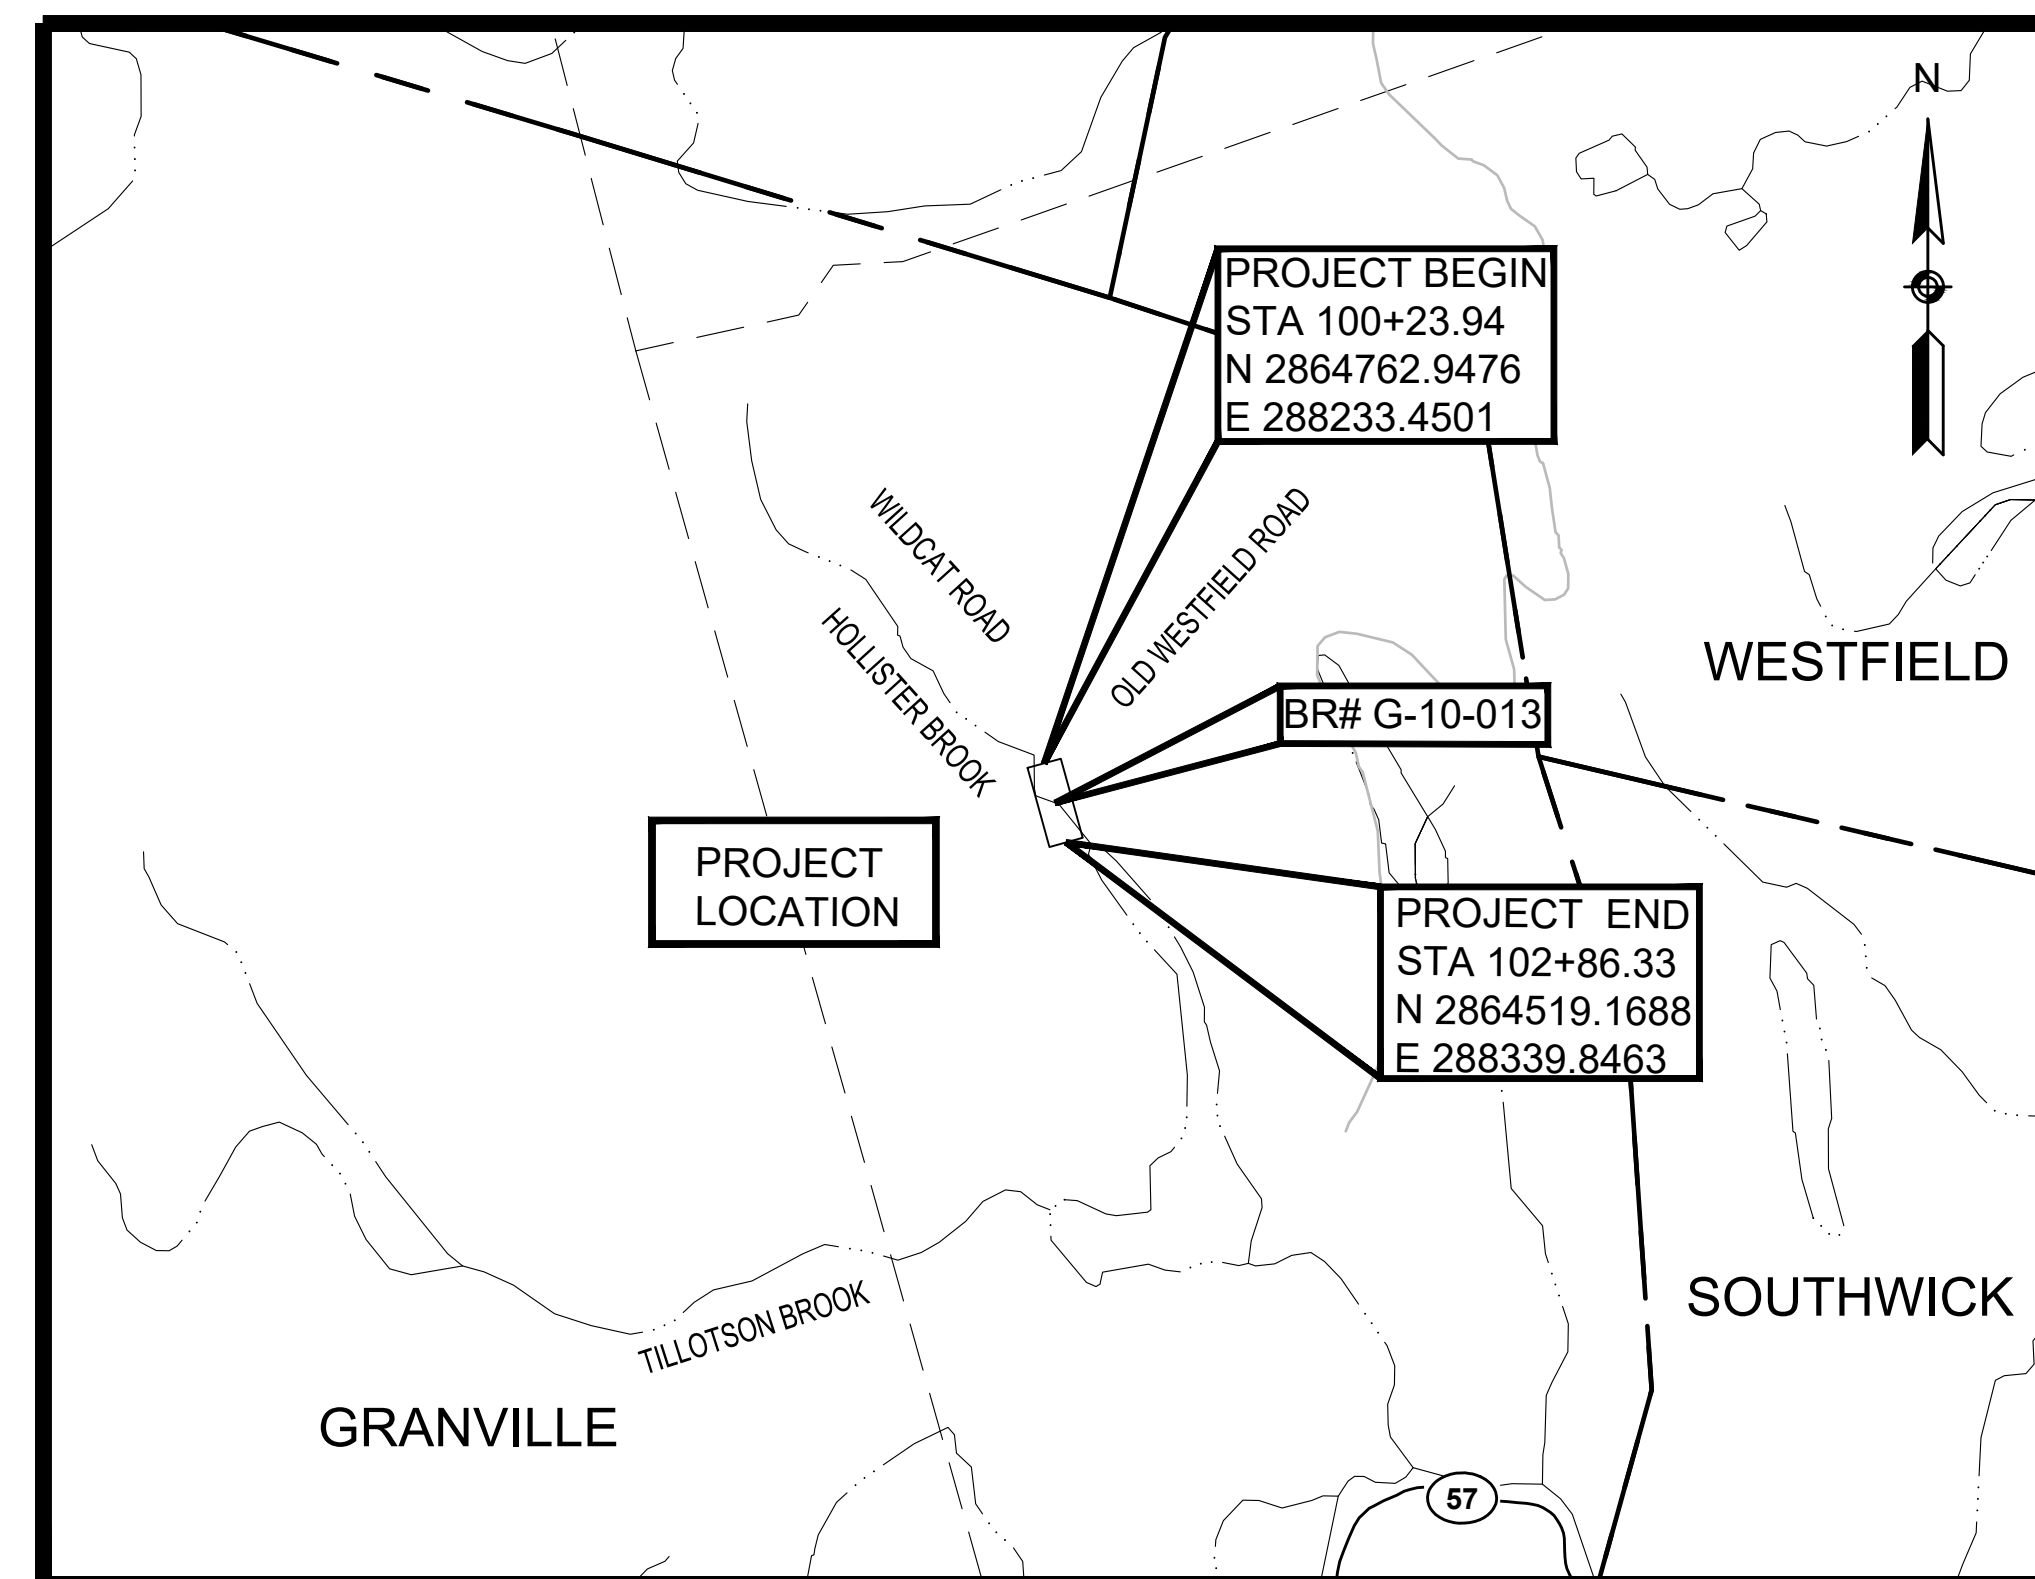 N
PROJECT BEGIN
STA 100+23.94
N 2864762.9476
E 288233.4501
WILDCAT ROAD
OLD WESTFIELD ROAD
HOLLISTER BROOK
WESTFIELD
BR# G-10-013
PROJECT
LOCATION
PROJECT END
STA 102+86.33
N 2864519.1688
E 288339.8463
SOUTHWICK
TILLOTSON BROOK
GRANVILLE
57